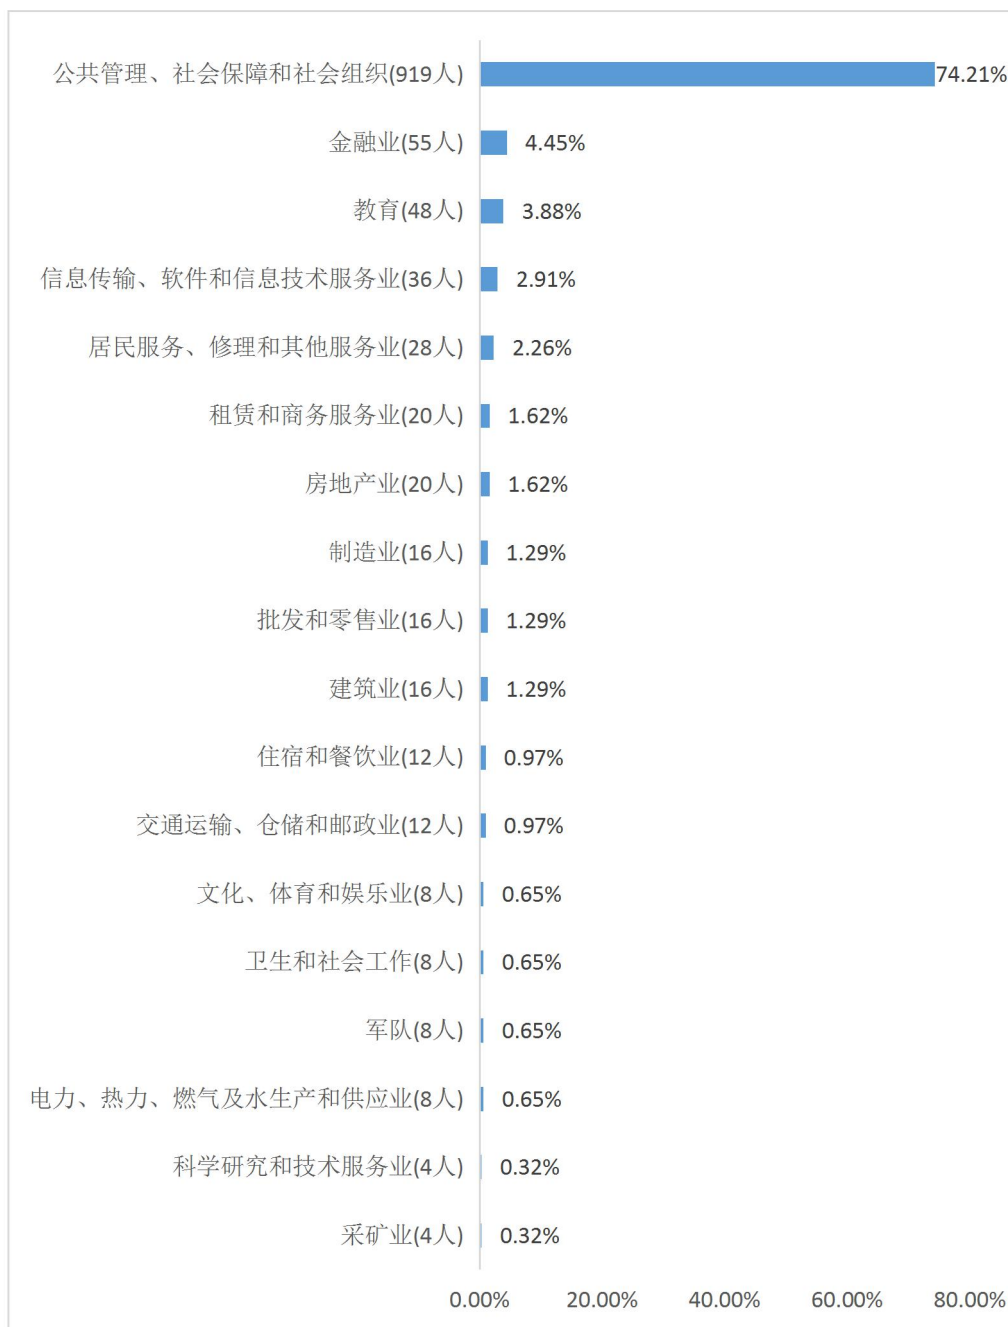 公共管理、社会保障和社会组织(919人) 74.21%
金融业(55人) 4.45%
教育(48人) 3.88%
信息传输、软件和信息技术服务业(36人) 2.91%
居民服务、修理和其他服务业(28人) 2.26%
租赁和商务服务业(20人) 1.62%
房地产业(20人) 1.62%
制造业(16人) 1.29%
批发和零售业(16人) 1.29%
建筑业(16人) 1.29%
住宿和餐饮业(12人) 0.97%
交通运输、仓储和邮政业(12人) 0.97%
文化、体育和娱乐业(8人) 0.65%
卫生和社会工作(8人) 0.65%
军队(8人) 0.65%
电力、热力、燃气及水生产和供应业(8人) 0.65%
科学研究和技术服务业(4人) 0.32%
采矿业(4人) 0.32%
0.00% 20.00% 40.00% 60.00% 80.00%